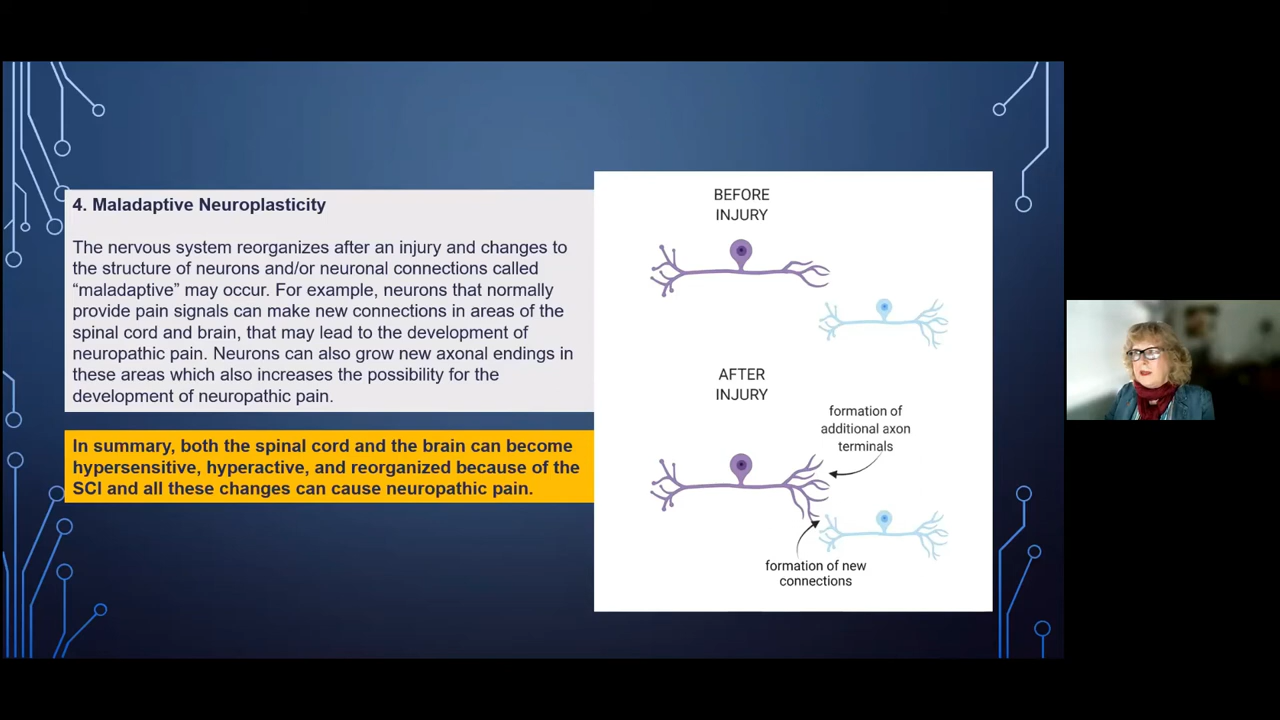 4. Maladaptive Neuroplasticity
The nervous system reorganizes after an injury and changes to
the structure of neurons and/or neuronal connections called
“maladaptive” may occur. For example, neurons that normally
provide pain signals can make new connections in areas of the
spinal cord and brain, that may lead to the development of
neuropathic pain. Neurons can also grow new axonal endings in
these areas which also increases the possibility for the
development of neuropathic pain.
In summary, both the spinal cord and the brain can become
hypersensitive, hyperactive, and reorganized because of the
SCI and all these changes can cause neuropathic pain.
BEFORE
INJURY
AFTER
INJURY
formation of
additional axon
terminals
formation of new
connections